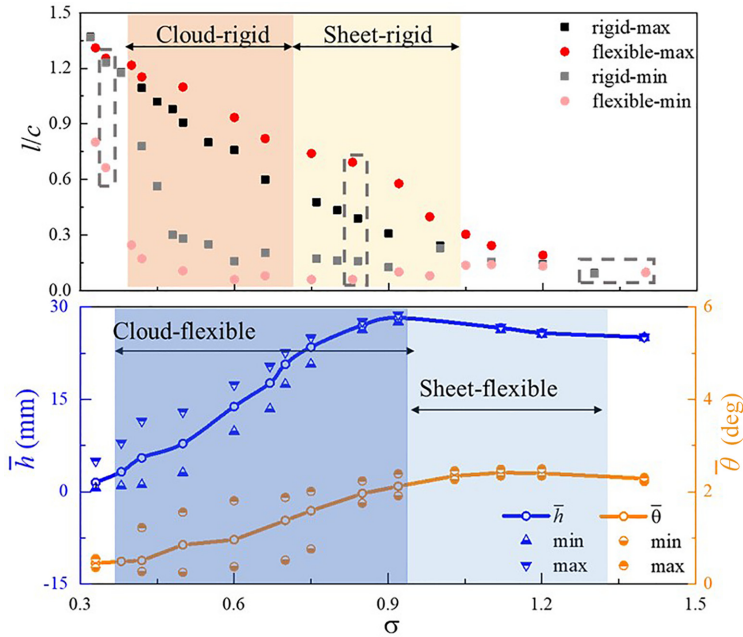 1.5
1.2
0.9
0.6
0.3
0.0
l/c
Cloud-rigid
Sheet-rigid
rigid-max
flexible-max
rigid-min
flexible-min
30
15
0
-15
h̅ (mm)
Cloud-flexible
Sheet-flexible
h̅
min
max
θ̅
min
max
6
4
2
0
θ̅ (deg)
0.3
0.6
0.9
1.2
1.5
σ